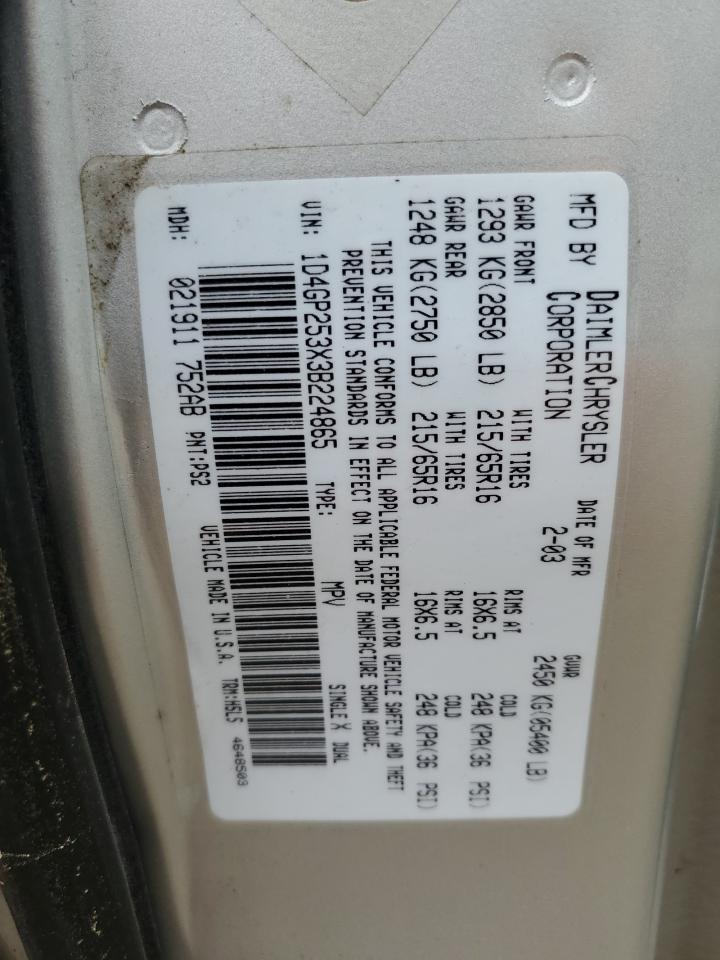 MFD BY DAIMLERCHRYSLER CORPORATION DATE OF MFR 2-03 GVWR 2450 KG(05400 LB)
GAWR FRONT WITH TIRES RIMS AT COLD
1293 KG(2850 LB) 215/65R16 16X6.5 248 KPA(36 PSI)
GAWR REAR WITH TIRES RIMS AT COLD
1248 KG(2750 LB) 215/65R16 16X6.5 248 KPA(36 PSI)
THIS VEHICLE CONFORMS TO ALL APPLICABLE FEDERAL MOTOR VEHICLE SAFETY AND THEFT
PREVENTION STANDARDS IN EFFECT ON THE DATE OF MANUFACTURE SHOWN ABOVE.
VIN: 1D4GP253X3B224865 TYPE: MPV SINGLE X DUAL
MDH: 021911 752AB PNT:PS2 VEHICLE MADE IN U.S.A. TRM:H5LS 4648503